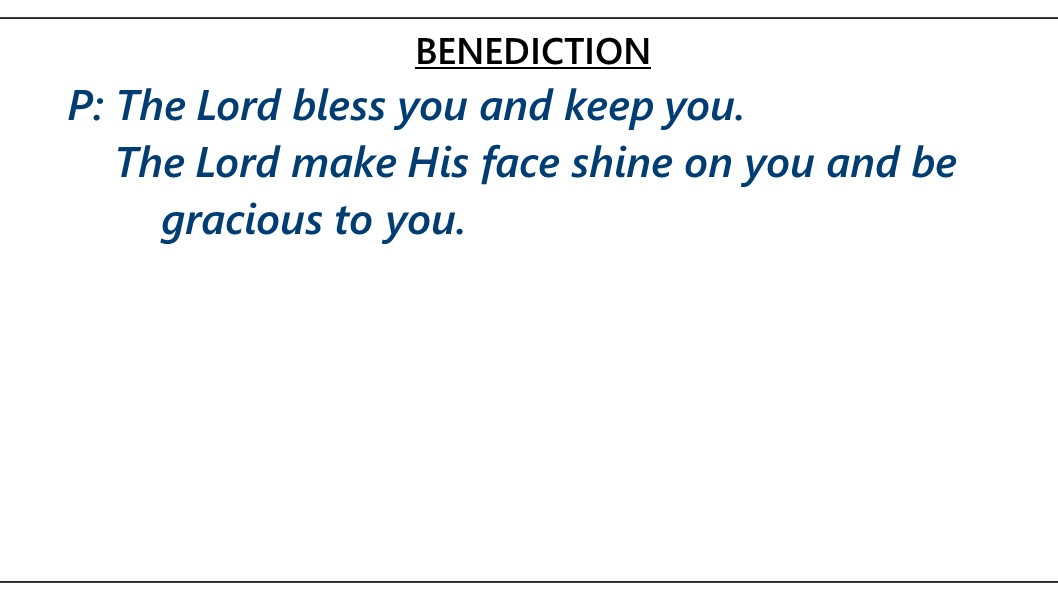 BENEDICTION
P: The Lord bless you and keep you.
The Lord make His face shine on you and be
gracious to you.